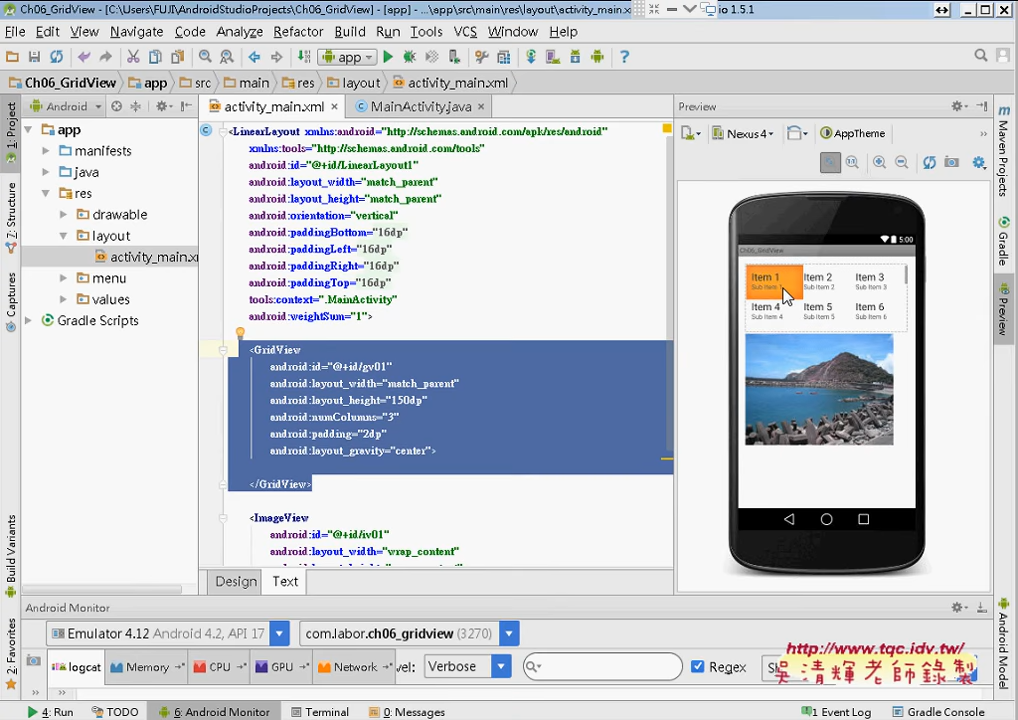 Ch06_GridView - [C:\Users\FUJI\AndroidStudioProjects\Ch06_GridView] - [app] - ...\app\src\main\res\layout\activity_main.x
io 1.5.1
File Edit View Navigate Code Analyze Refactor Build Run Tools VCS Window Help
app
Ch06_GridView app src main res layout activity_main.xml
1: Project
Android
activity_main.xml
MainActivity.java
Preview
app
manifests
java
res
drawable
layout
activity_main.x
menu
values
Gradle Scripts
<LinearLayout xmlns:android="http://schemas.android.com/apk/res/android"
xmlns:tools="http://schemas.android.com/tools"
android:id="@+id/LinearLayout1"
android:layout_width="match_parent"
android:layout_height="match_parent"
android:orientation="vertical"
android:paddingBottom="16dp"
android:paddingLeft="16dp"
android:paddingRight="16dp"
android:paddingTop="16dp"
tools:context=".MainActivity"
android:weightSum="1">
<GridView
android:id="@+id/gv01"
android:layout_width="match_parent"
android:layout_height="150dp"
android:numColumns="3"
android:padding="2dp"
android:layout_gravity="center">
</GridView>
<ImageView
android:id="@+id/iv01"
android:layout_width="wrap_content"
Design Text
Nexus 4
AppTheme
5:00
Ch06_GridView
Item 1 Item 2 Item 3
Sub Item 1 Sub Item 2 Sub Item 3
Item 4 Item 5 Item 6
Sub Item 4 Sub Item 5 Sub Item 6
Maven Projects
Gradle
Preview
Android Model
7: Structure
Captures
Build Variants
2: Favorites
Android Monitor
Emulator 4.12 Android 4.2, API 17
com.labor.ch06_gridview (3270)
logcat Memory CPU GPU Network
vel: Verbose
Regex
http://www.tqc.idv.tw/
吳清輝老師錄製
4: Run TODO 6: Android Monitor Terminal 0: Messages
1 Event Log Gradle Console